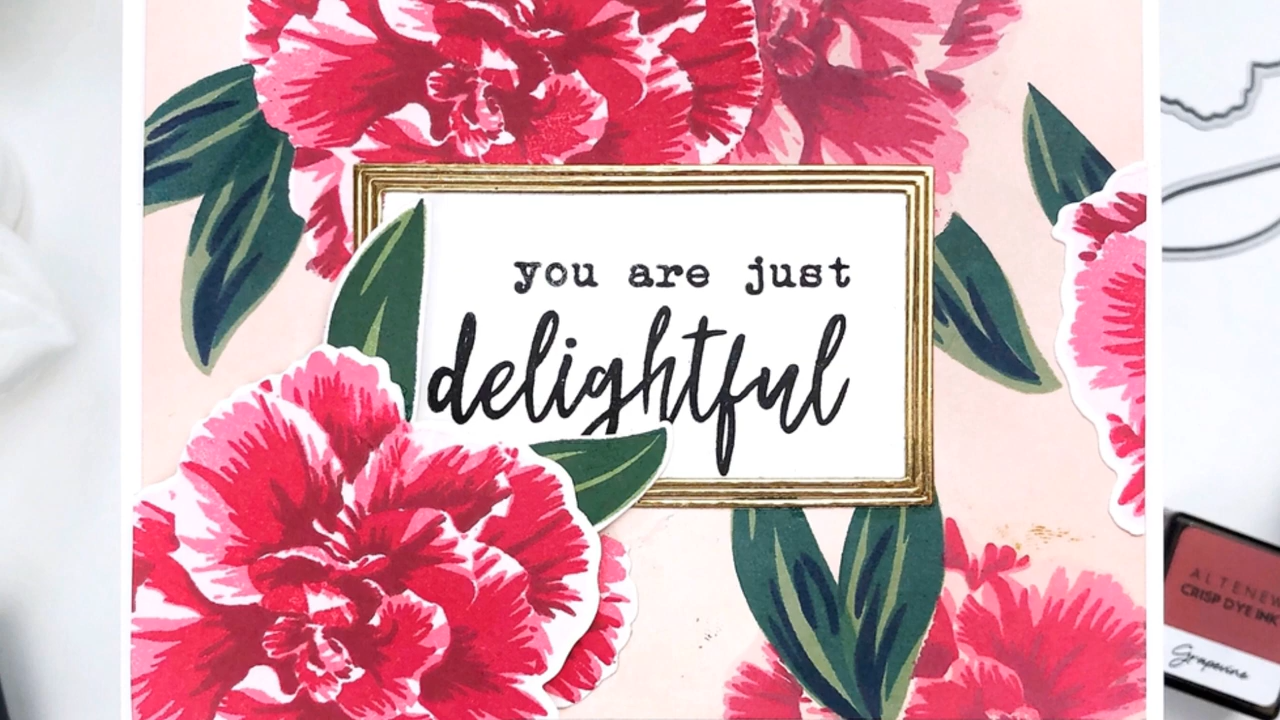 you are just
delightful
ALTENEW
CRISP DYE INK
Grapevine